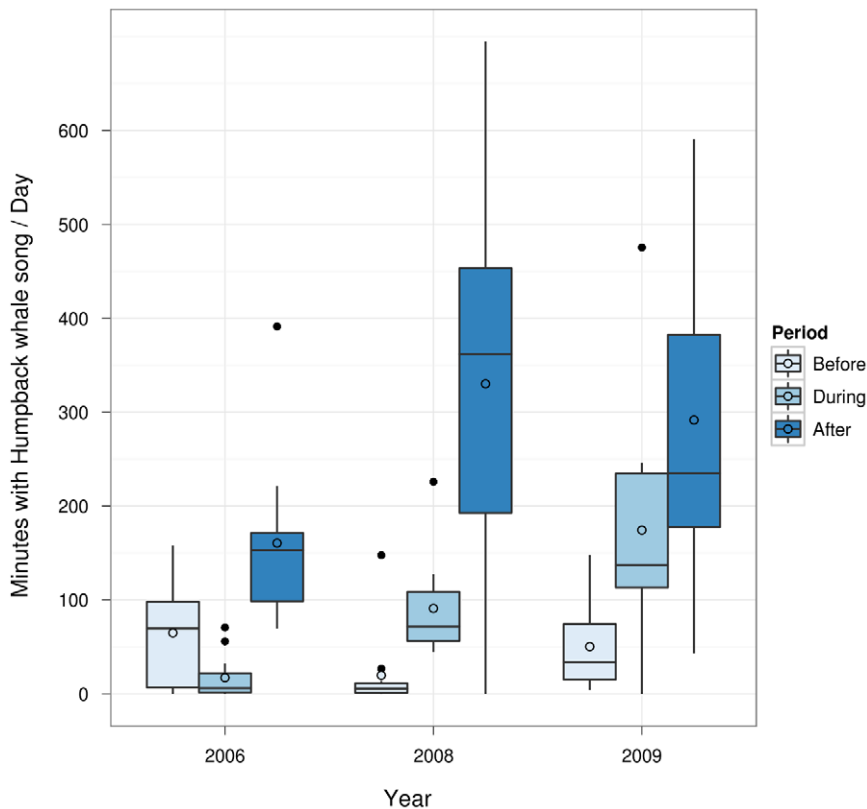 Minutes with Humpback whale song / Day
600
500
400
300
200
100
0
2006 2008 2009
Year
Period
Before
During
After